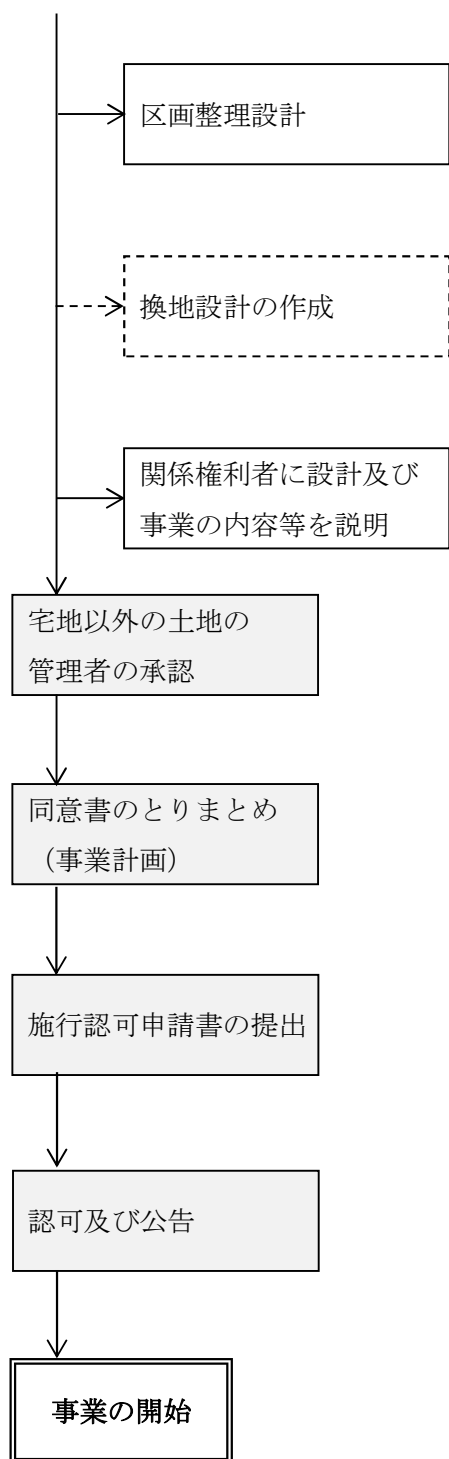 区画整理設計
換地設計の作成
関係権利者に設計及び
事業の内容等を説明
宅地以外の土地の
管理者の承認
同意書のとりまとめ
（事業計画）
施行認可申請書の提出
認可及び公告
事業の開始